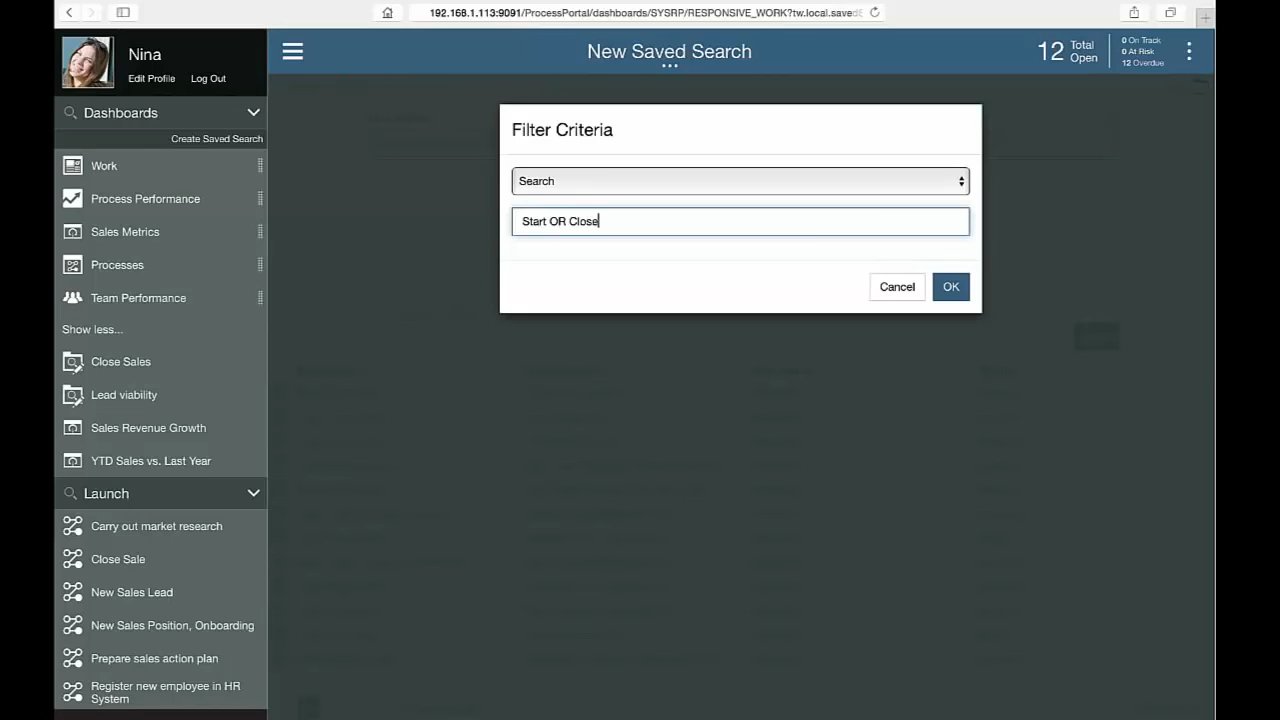 192.168.1.113:9091/ProcessPortal/dashboards/SYSRP/RESPONSIVE_WORK?tw.local.saved
Nina
Edit Profile Log Out
New Saved Search
12 Total Open
0 On Track
0 At Risk
12 Overdue
Dashboards
Create Saved Search
Work
Process Performance
Sales Metrics
Processes
Team Performance
Show less...
Close Sales
Lead viability
Sales Revenue Growth
YTD Sales vs. Last Year
Launch
Carry out market research
Close Sale
New Sales Lead
New Sales Position, Onboarding
Prepare sales action plan
Register new employee in HR
System
Filter Criteria
Search
Start OR Close
Cancel OK